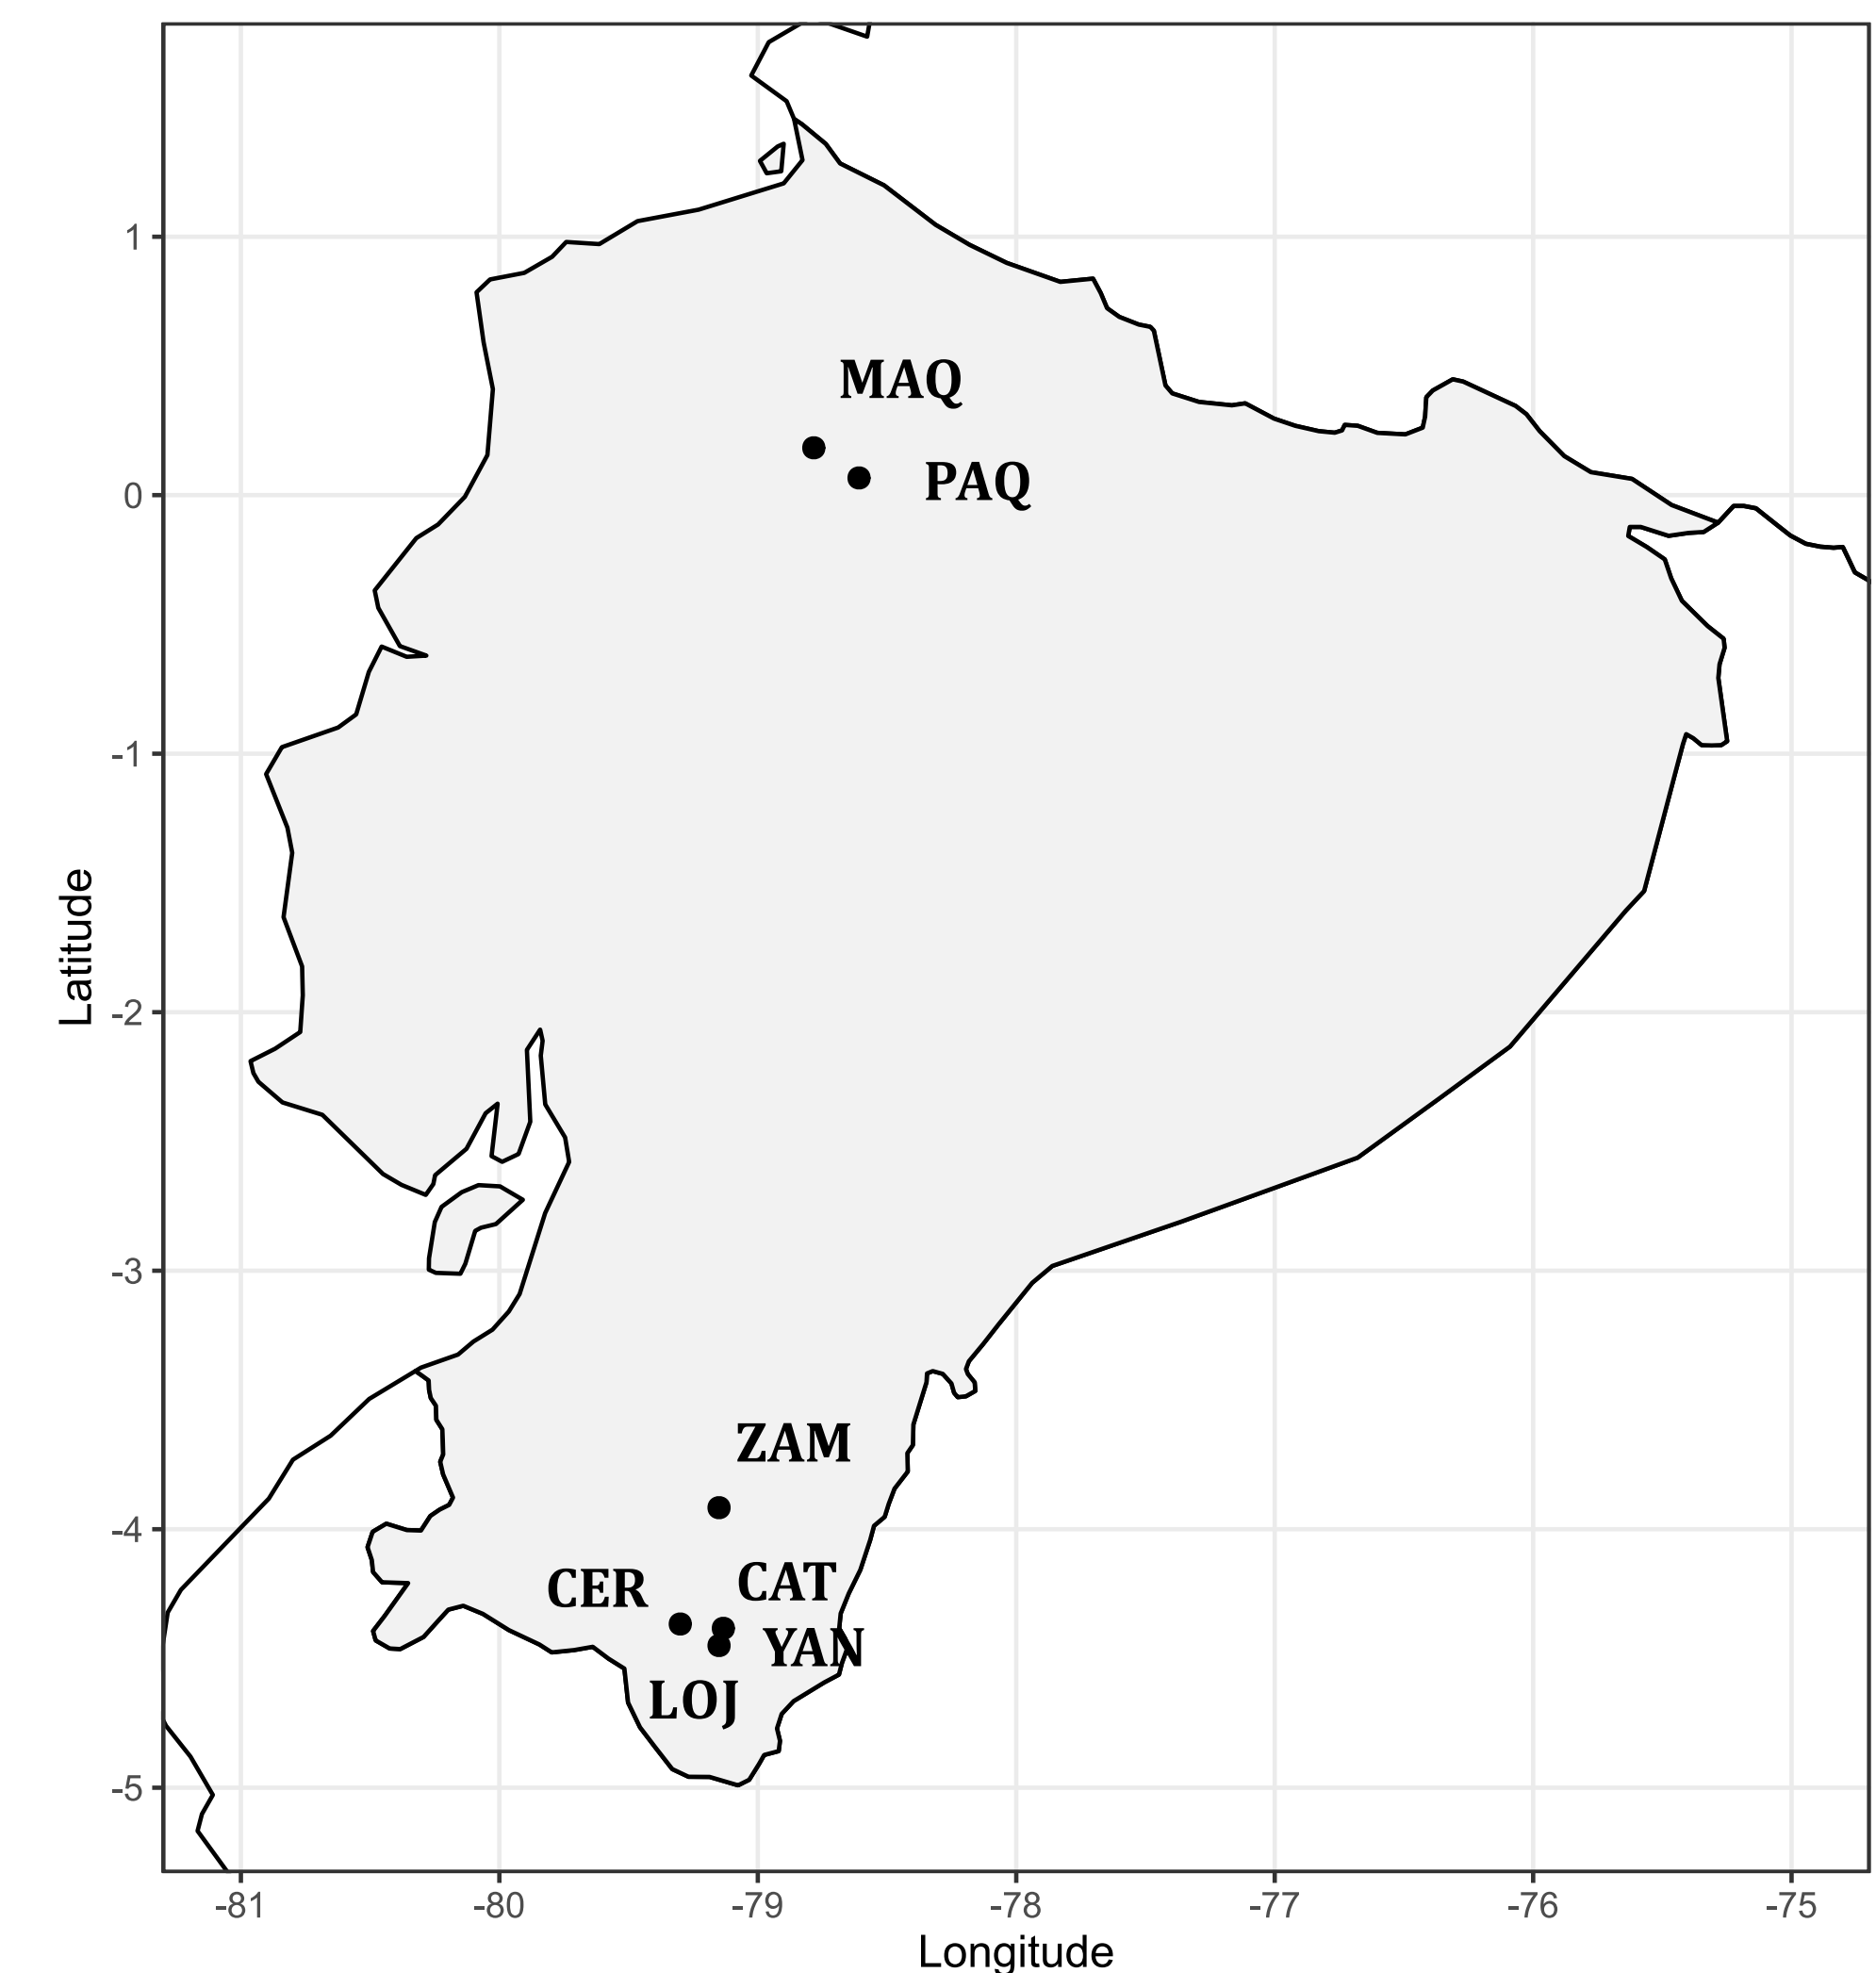 1
0
-1
-2
-3
-4
-5
Latitude
MAQ
PAQ
ZAM
CER
CAT
YAN
LOJ
-81 -80 -79 -78 -77 -76 -75
Longitude